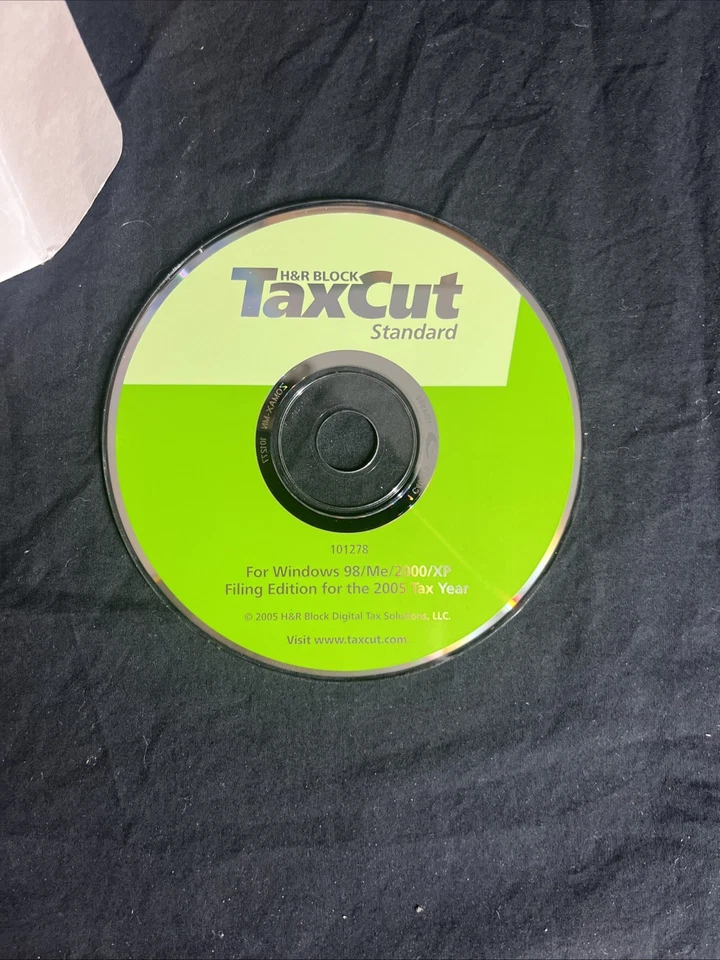 H&R BLOCK
TaxCut
Standard
101278
For Windows 98/Me/2000/XP
Filing Edition for the 2005 Tax Year
© 2005 H&R Block Digital Tax Solutions, LLC.
Visit www.taxcut.com